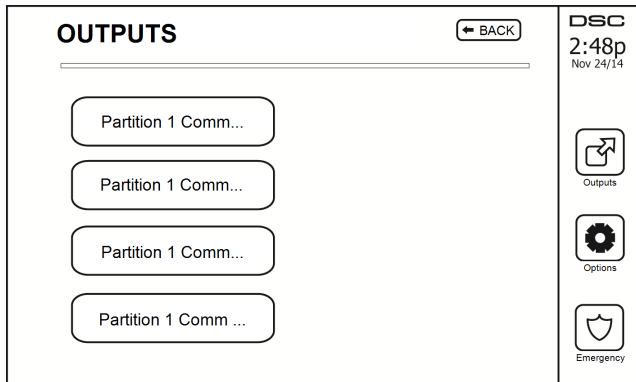 OUTPUTS
BACK
DSC
2:48p
Nov 24/14
Partition 1 Comm...
Partition 1 Comm...
Partition 1 Comm...
Partition 1 Comm ...
Outputs
Options
Emergency